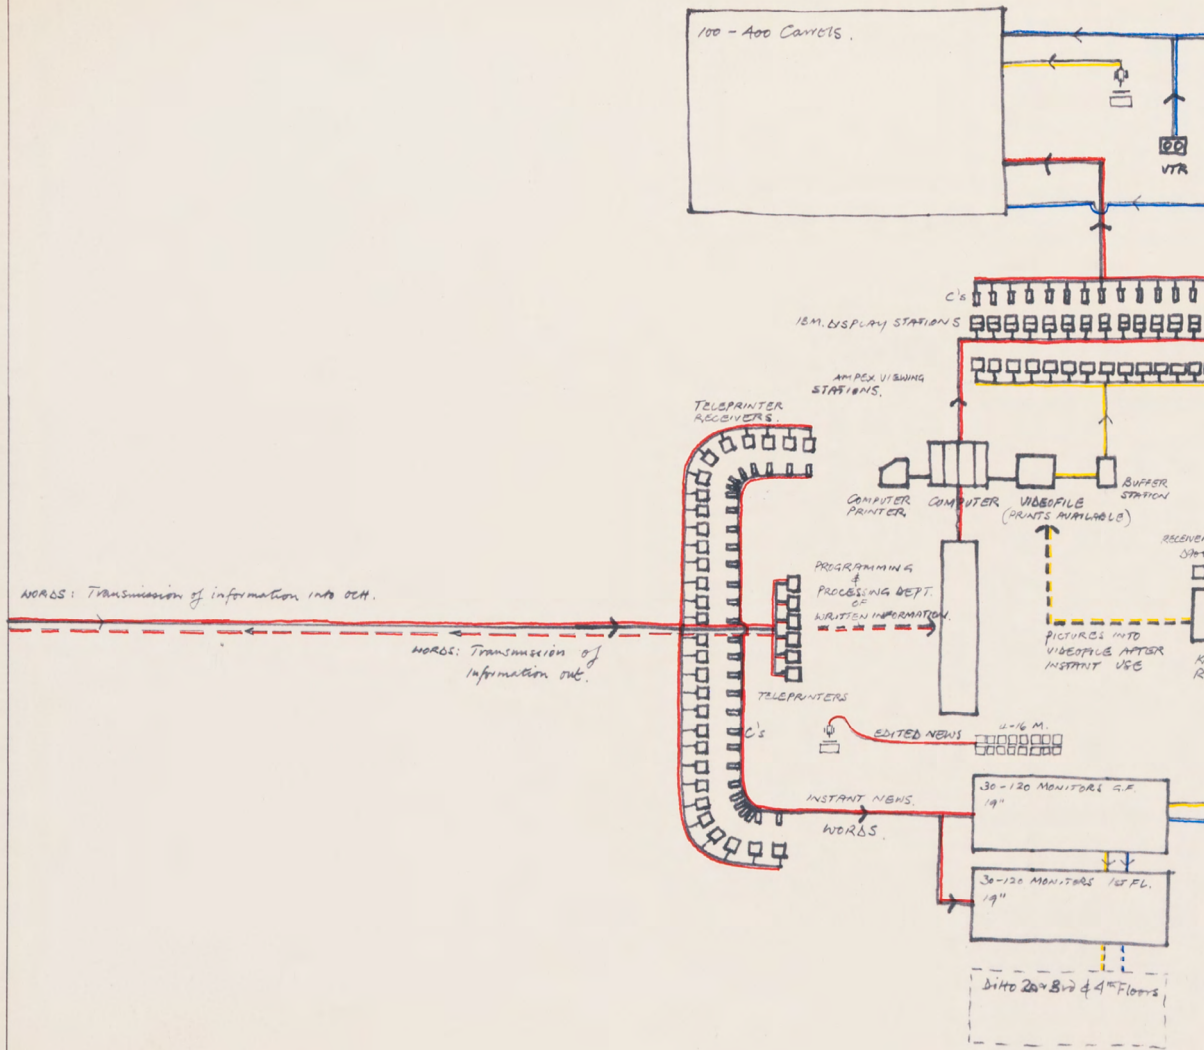 100 - 400 Carrels.
VTR
C's
IBM. DISPLAY STATIONS
AMPEX VIEWING
STATIONS.
TELEPRINTER
RECEIVERS.
COMPUTER
PRINTER
COMPUTER
VIDEOFILE
(PRINTS AVAILABLE)
BUFFER
STATION
WORDS: Transmission of information into OCH.
WORDS: Transmission of
Information out.
PROGRAMMING
&
PROCESSING DEPT.
OF
WRITTEN INFORMATION.
PICTURES INTO
VIDEOFILE AFTER
INSTANT USE
TELEPRINTERS
C's
EDITED NEWS
INSTANT NEWS.
WORDS.
30-120 MONITORS G.F.
19"
30-120 MONITORS 1st FL.
19"
Ditto 2nd 3rd & 4th Floors